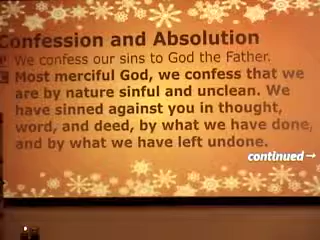 Confession and Absolution
P We confess our sins to God the Father.
C Most merciful God, we confess that we
are by nature sinful and unclean. We
have sinned against you in thought,
word, and deed, by what we have done,
and by what we have left undone.
continued→